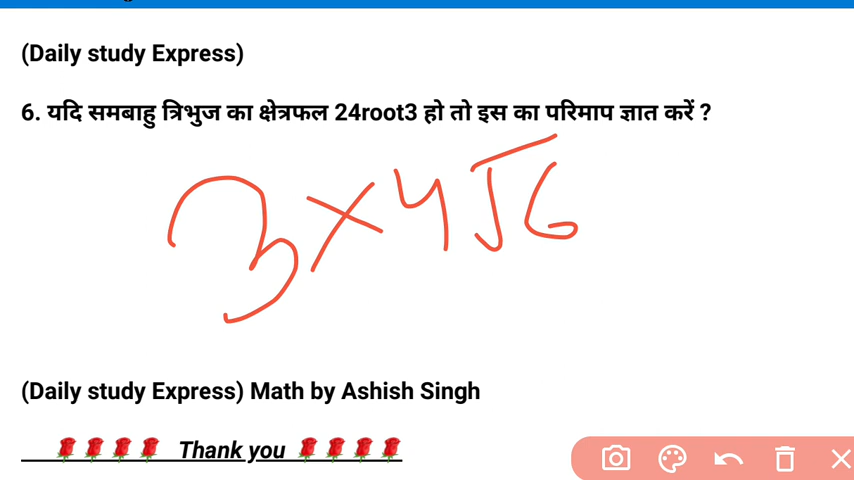 (Daily study Express)
6. यदि समबाहु त्रिभुज का क्षेत्रफल 24root3 हो तो इस का परिमाप ज्ञात करें ?
3 × 4 √6
(Daily study Express) Math by Ashish Singh
Thank you